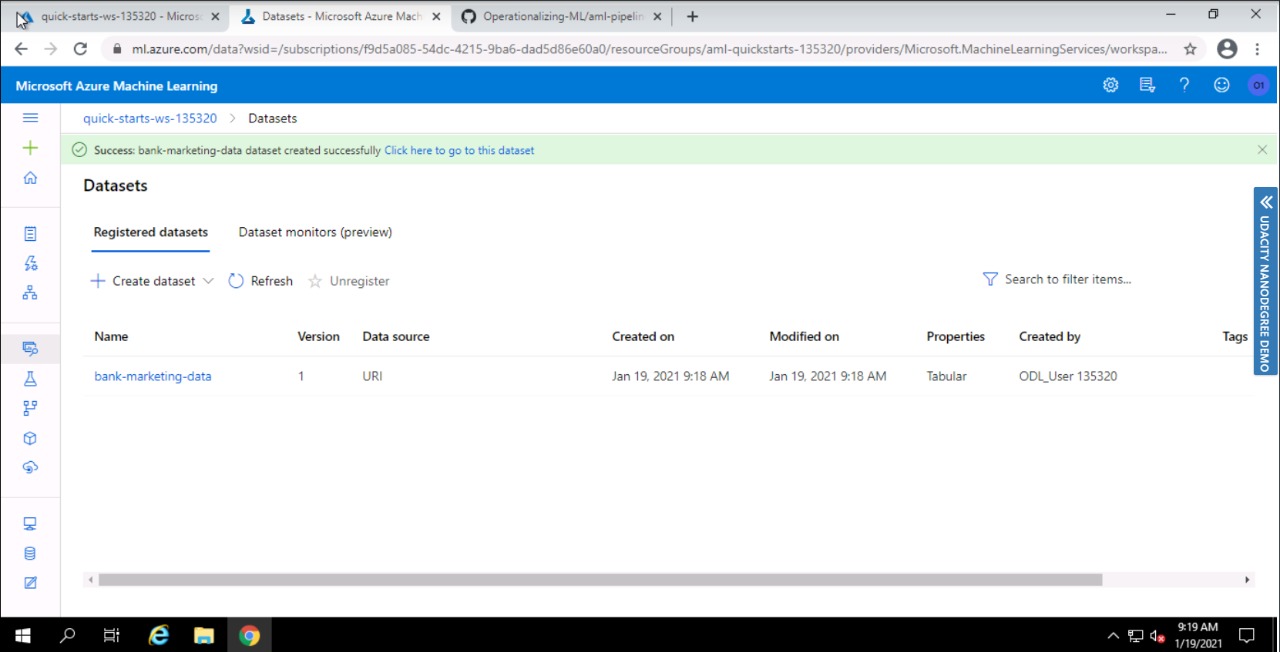 quick-starts-ws-135320 - Microso
Datasets - Microsoft Azure Mach
Operationalizing-ML/aml-pipelin
ml.azure.com/data?wsid=/subscriptions/f9d5a085-54dc-4215-9ba6-dad5d86e60a0/resourceGroups/aml-quickstarts-135320/providers/Microsoft.MachineLearningServices/workspa...
Microsoft Azure Machine Learning
01
quick-starts-ws-135320 > Datasets
Success: bank-marketing-data dataset created successfully Click here to go to this dataset
Datasets
Registered datasets Dataset monitors (preview)
Create dataset Refresh Unregister Search to filter items...
Name Version Data source Created on Modified on Properties Created by Tags
bank-marketing-data 1 URI Jan 19, 2021 9:18 AM Jan 19, 2021 9:18 AM Tabular ODL_User 135320
UDACITY NANODEGREE DEMO
9:19 AM
1/19/2021